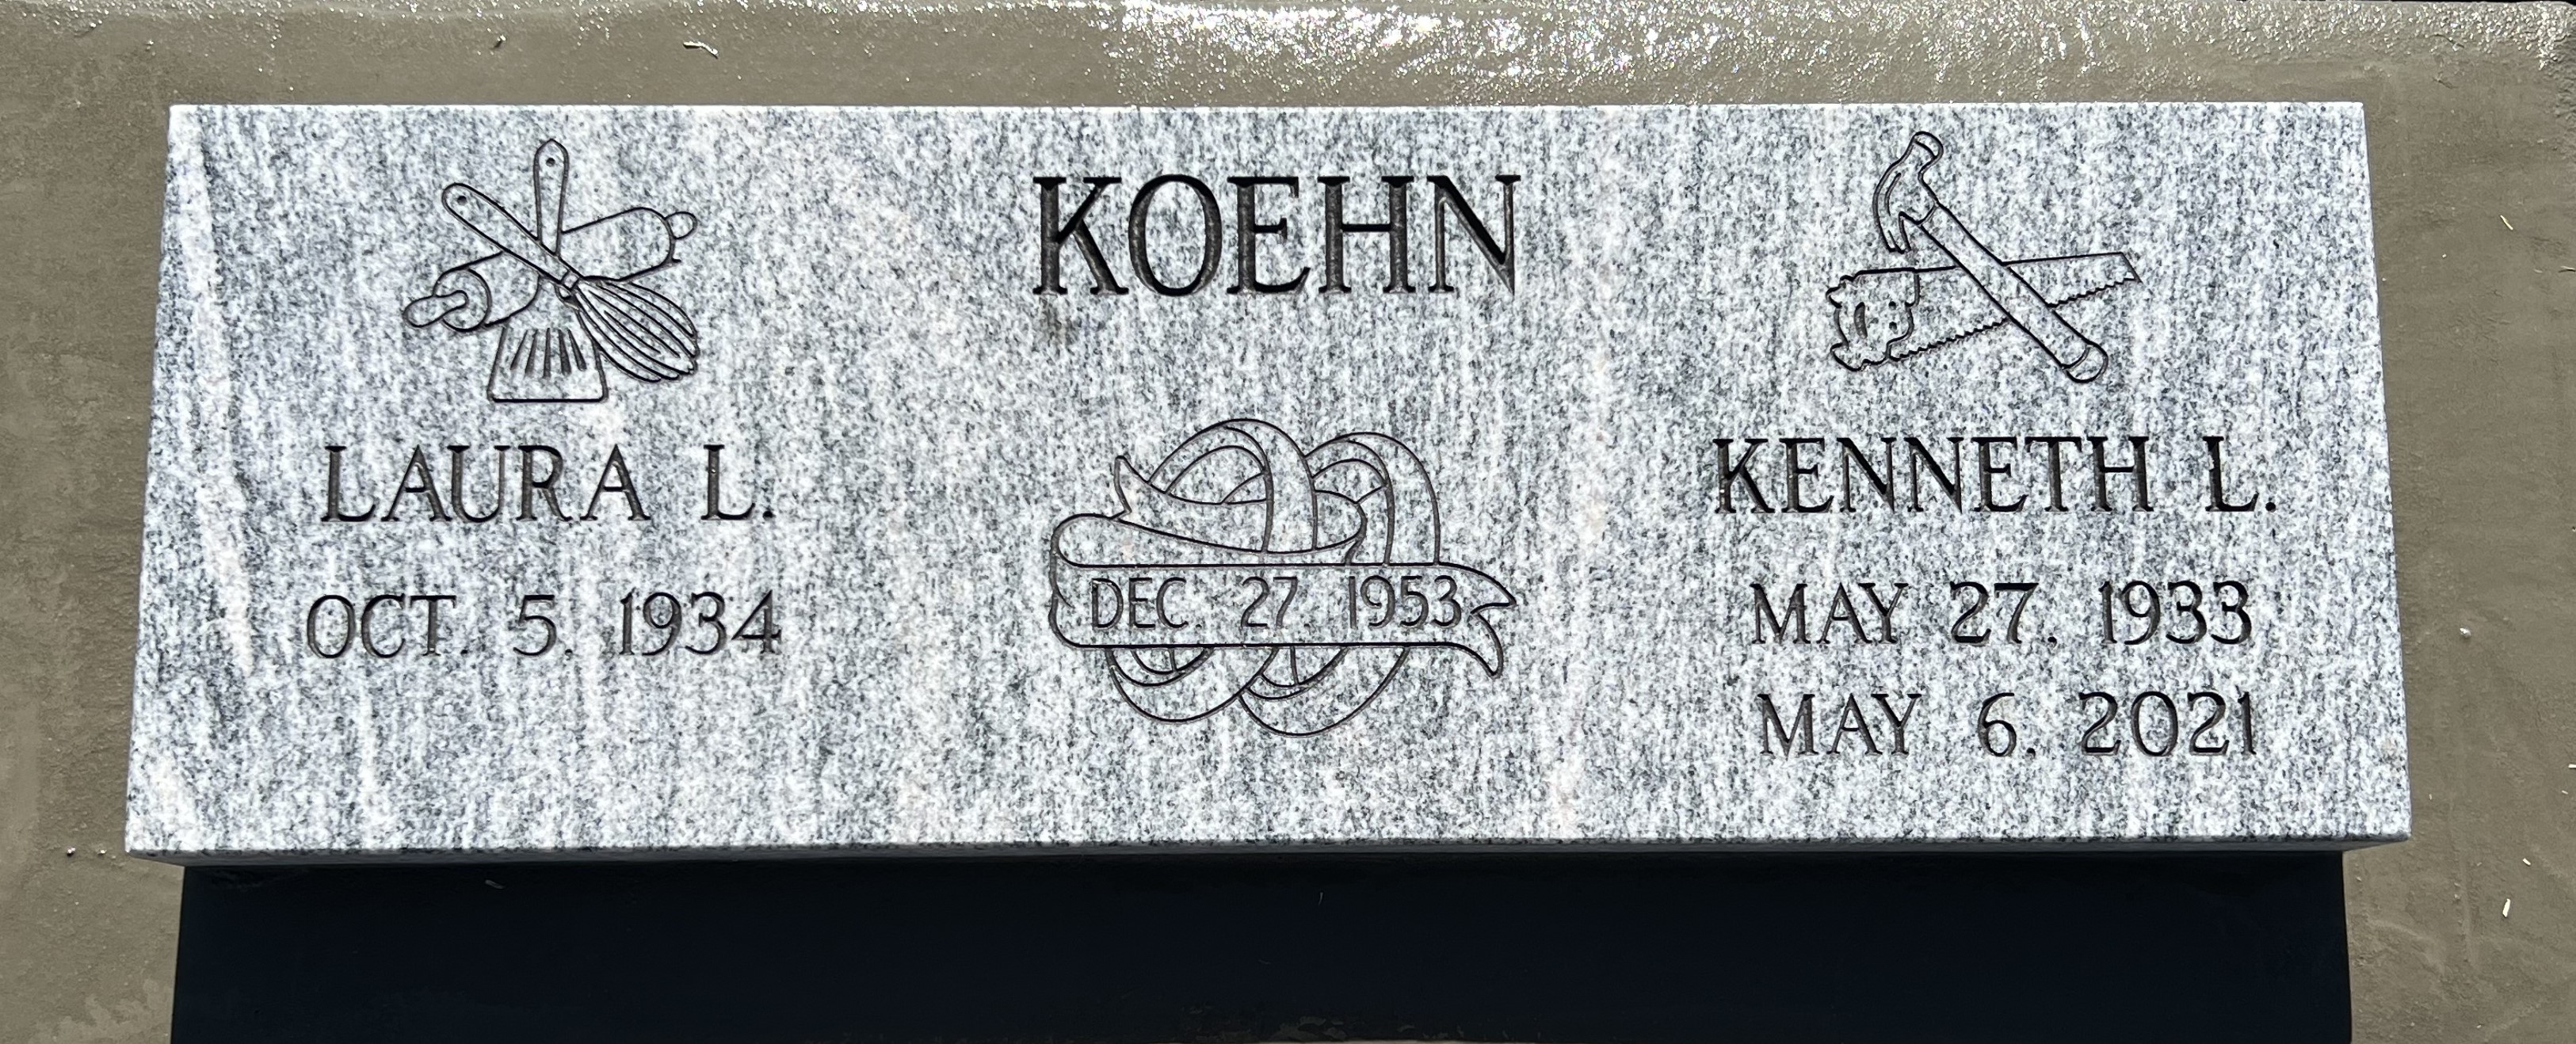 KOEHN
LAURA L.
OCT. 5, 1934
DEC. 27, 1953
KENNETH L.
MAY 27, 1933
MAY 6, 2021